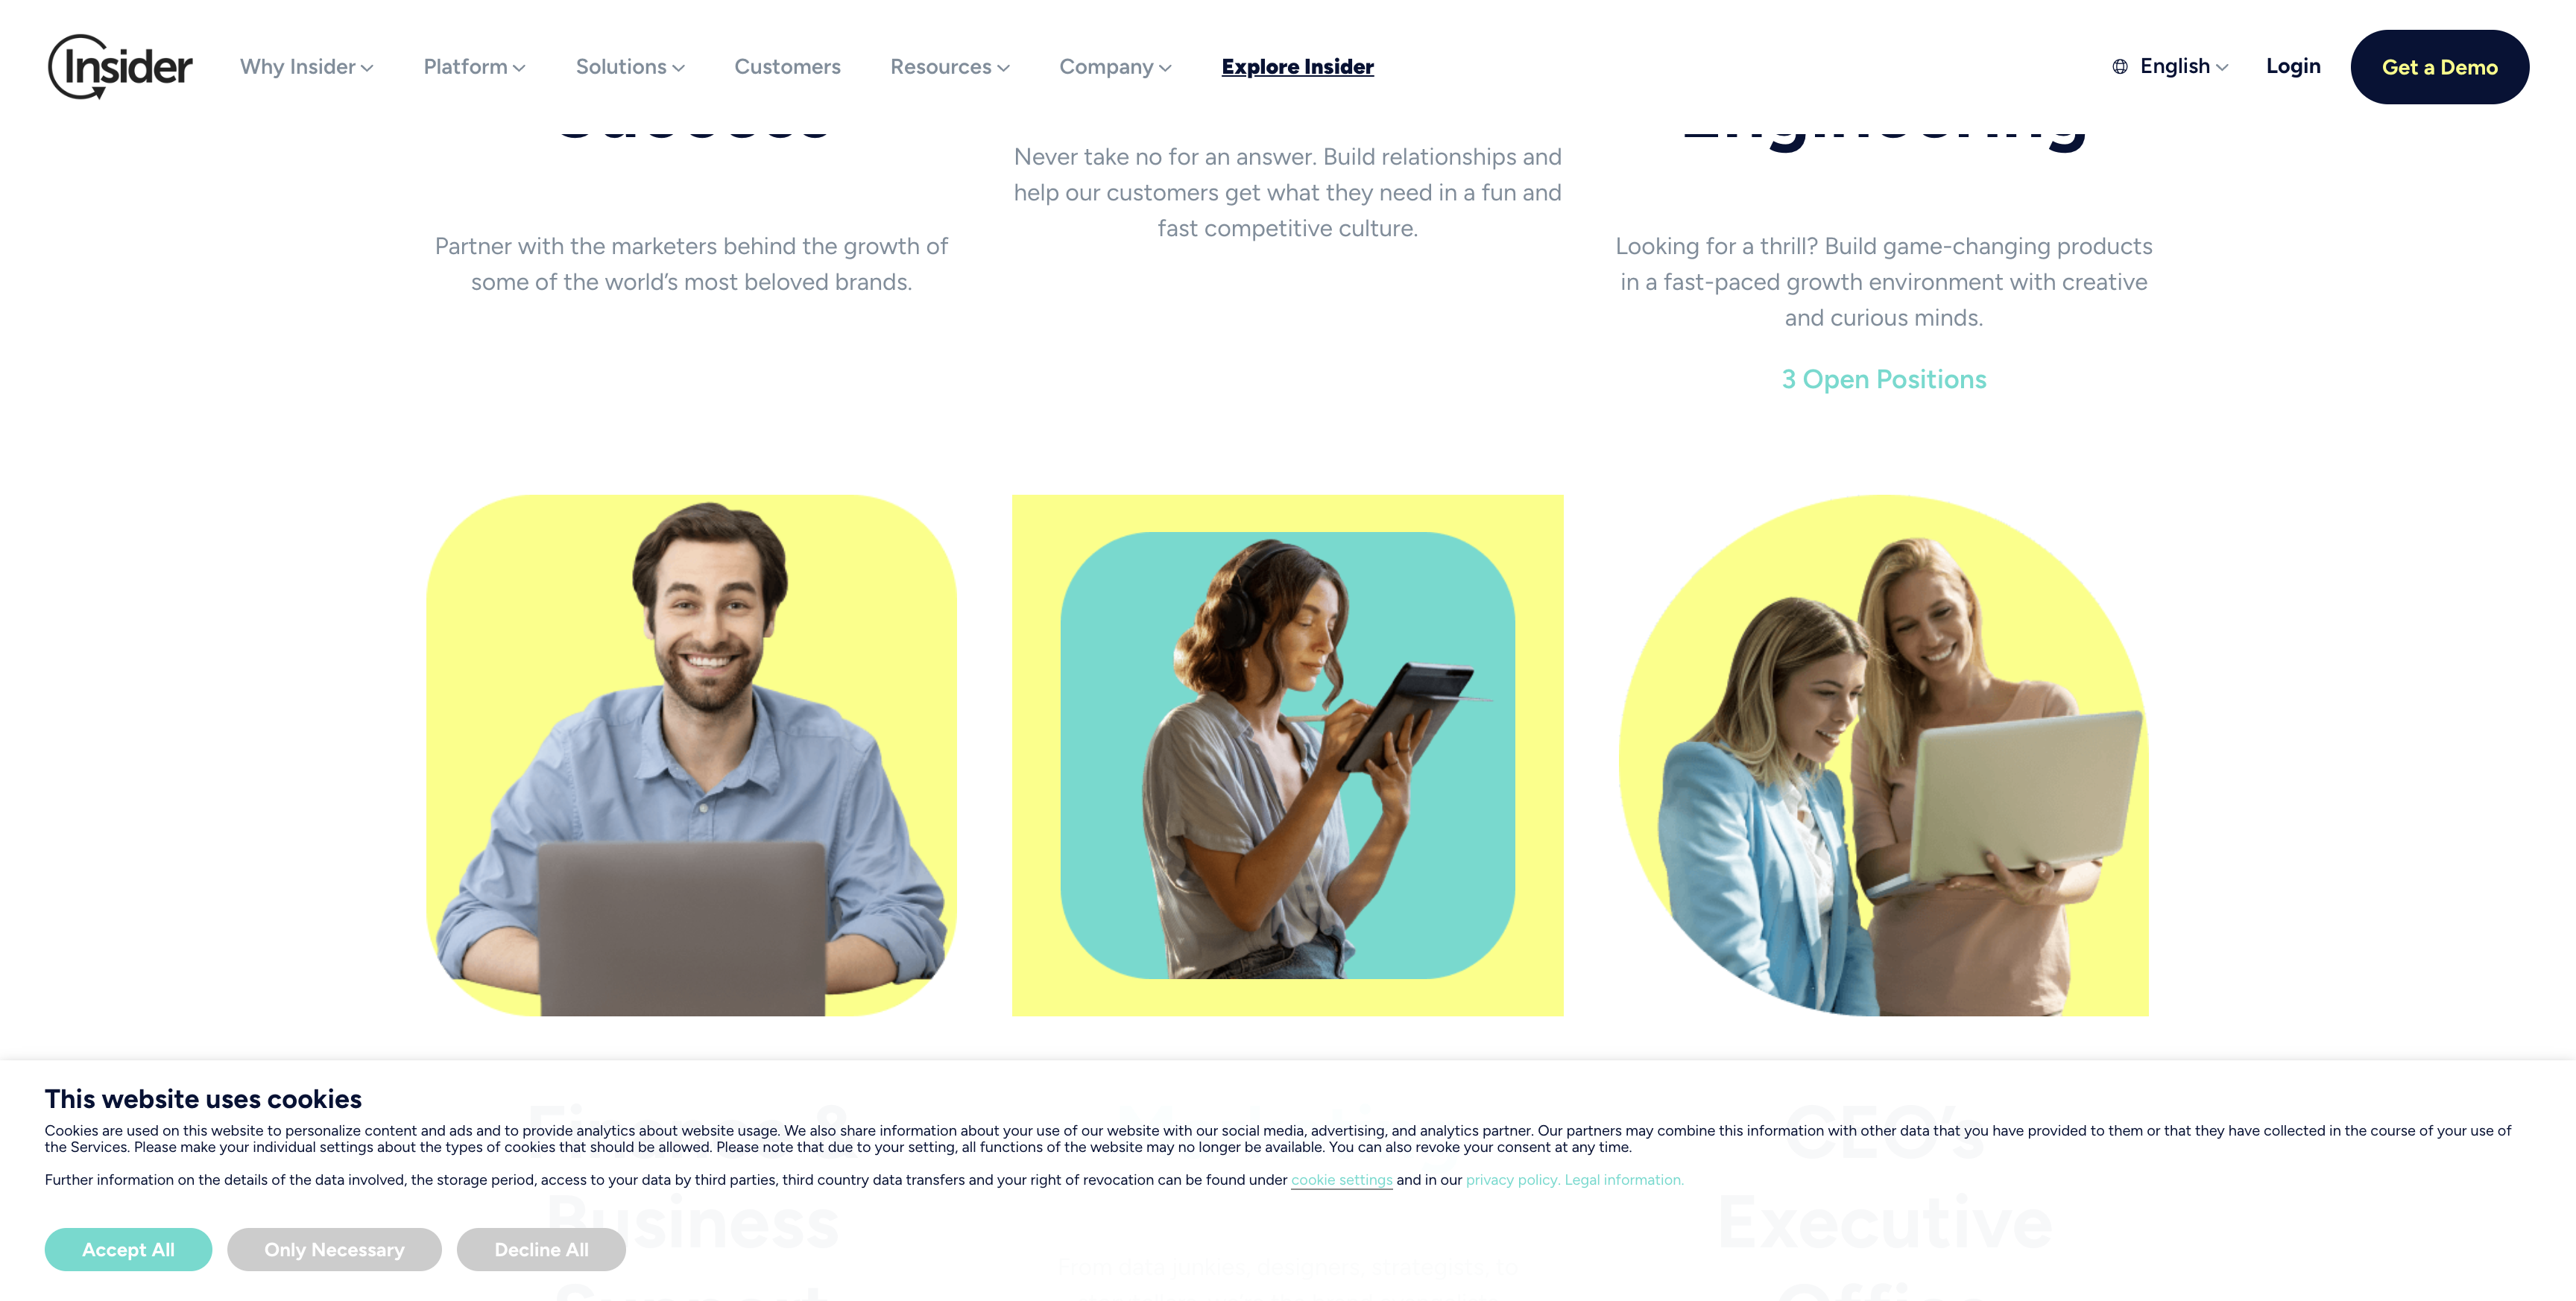 Insider
Why Insider
Platform
Solutions
Customers
Resources
Company
Explore Insider
English
Login
Get a Demo
Success
Engineering
Never take no for an answer. Build relationships and
help our customers get what they need in a fun and
fast competitive culture.
Partner with the marketers behind the growth of
some of the world’s most beloved brands.
Looking for a thrill? Build game-changing products
in a fast-paced growth environment with creative
and curious minds.
3 Open Positions
This website uses cookies
Cookies are used on this website to personalize content and ads and to provide analytics about website usage. We also share information about your use of our website with our social media, advertising, and analytics partner. Our partners may combine this information with other data that you have provided to them or that they have collected in the course of your use of
the Services. Please make your individual settings about the types of cookies that should be allowed. Please note that due to your setting, all functions of the website may no longer be available. You can also revoke your consent at any time.
Further information on the details of the data involved, the storage period, access to your data by third parties, third country data transfers and your right of revocation can be found under cookie settings and in our privacy policy. Legal information.
CEO’s
Business
Executive
Accept All
Only Necessary
Decline All